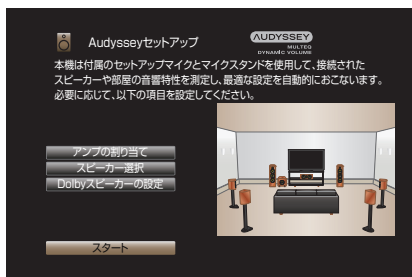 Audysseyセットアップ
AUDYSSEY
MULTEQ
DYNAMIC VOLUME
本機は付属のセットアップマイクとマイクスタンドを使用して、接続された
スピーカーや部屋の音響特性を測定し、最適な設定を自動的におこないます。
必要に応じて、以下の項目を設定してください。
アンプの割り当て
スピーカー選択
Dolbyスピーカーの設定
スタート